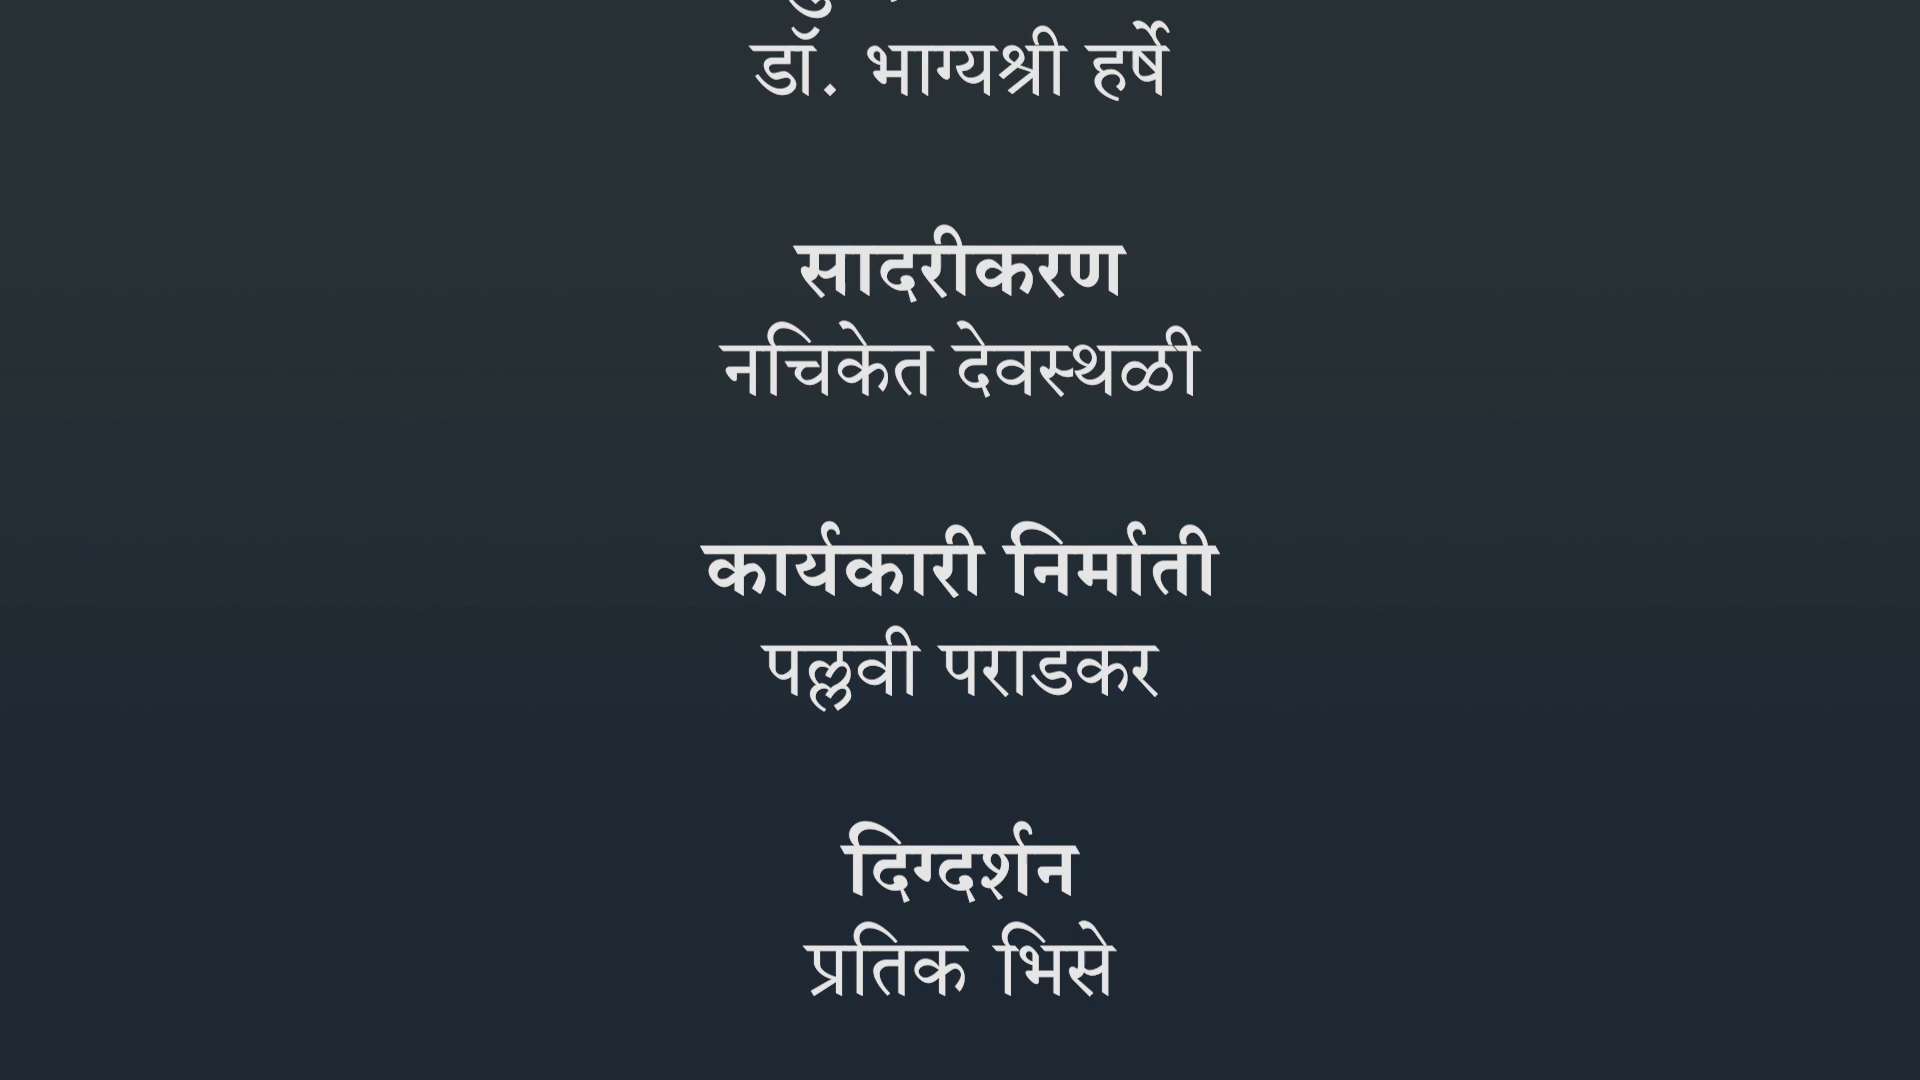 डॉ. भाग्यश्री हर्षे
सादरीकरण
नचिकेत देवस्थळी
कार्यकारी निर्माती
पल्लवी पराडकर
दिग्दर्शन
प्रतिक भिसे